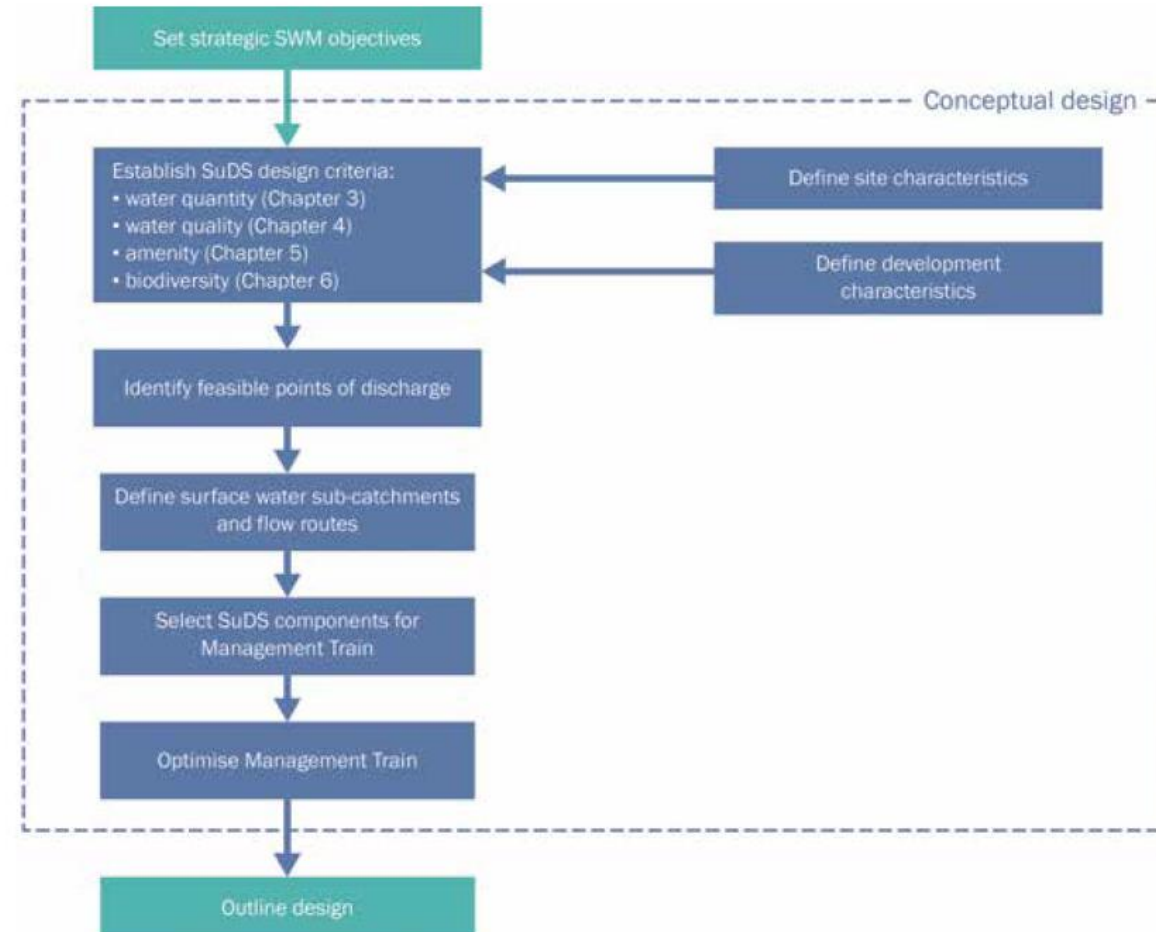 Set strategic SWM objectives
Conceptual design
Establish SuDS design criteria:
• water quantity (Chapter 3)
• water quality (Chapter 4)
• amenity (Chapter 5)
• biodiversity (Chapter 6)
Define site characteristics
Define development
characteristics
Identify feasible points of discharge
Define surface water sub-catchments
and flow routes
Select SuDS components for
Management Train
Optimise Management Train
Outline design